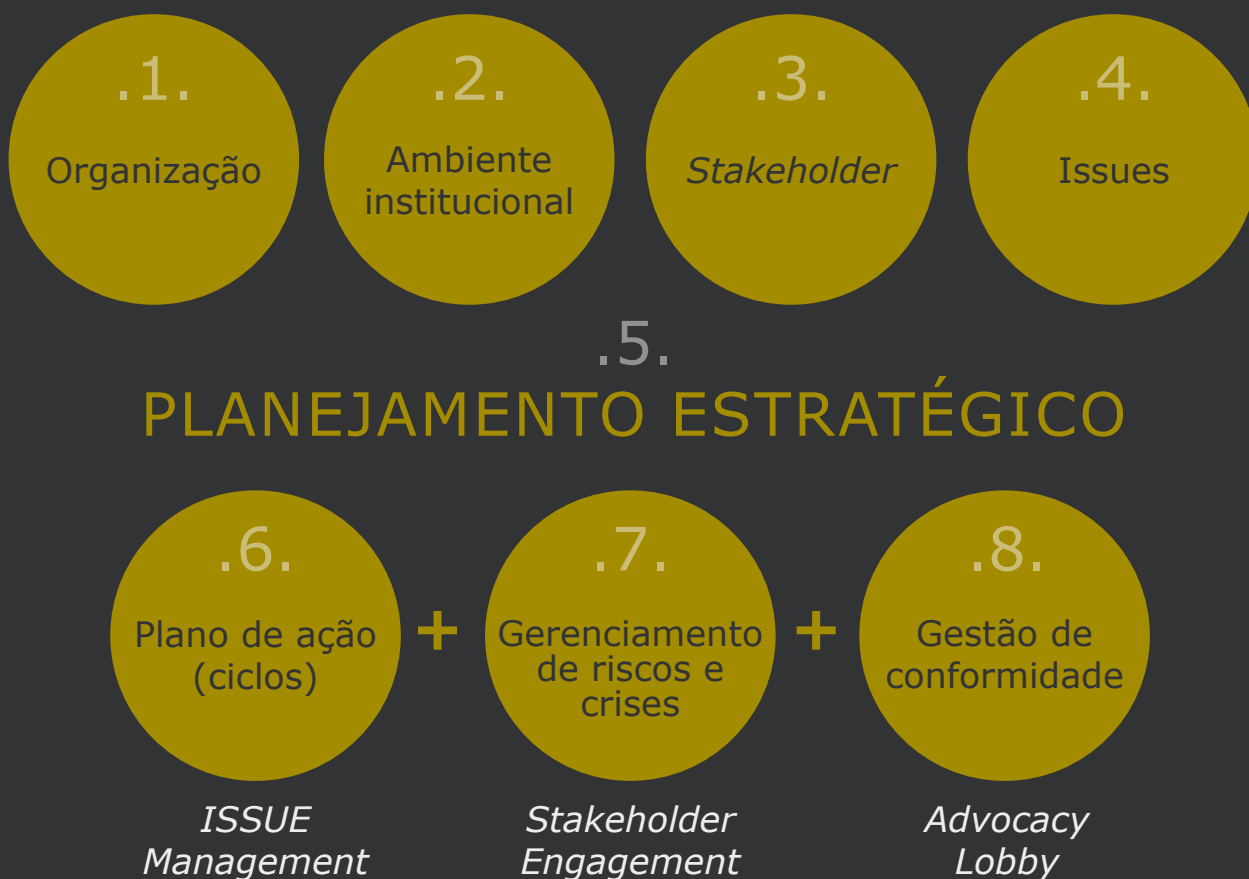 .1.
Organização
.2.
Ambiente
institucional
.3.
Stakeholder
.4.
Issues
.5.
PLANEJAMENTO ESTRATÉGICO
.6.
Plano de ação
(ciclos)
+
.7.
Gerenciamento
de riscos e
crises
+
.8.
Gestão de
conformidade
ISSUE
Management
Stakeholder
Engagement
Advocacy
Lobby